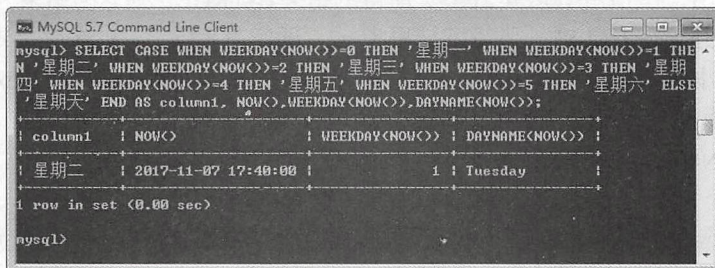 MySQL 5.7 Command Line Client
mysql> SELECT CASE WHEN WEEKDAY(NOW())=0 THEN '星期一' WHEN WEEKDAY(NOW())=1 THE
N '星期二' WHEN WEEKDAY(NOW())=2 THEN '星期三' WHEN WEEKDAY(NOW())=3 THEN '星期
四' WHEN WEEKDAY(NOW())=4 THEN '星期五' WHEN WEEKDAY(NOW())=5 THEN '星期六' ELSE
'星期天' END AS column1, NOW(),WEEKDAY(NOW()),DAYNAME(NOW());
+----------+---------------------+----------------+----------------+
| column1 | NOW() | WEEKDAY(NOW()) | DAYNAME(NOW()) |
+----------+---------------------+----------------+----------------+
| 星期二 | 2017-11-07 17:40:00 | 1 | Tuesday |
+----------+---------------------+----------------+----------------+
1 row in set (0.00 sec)
mysql>